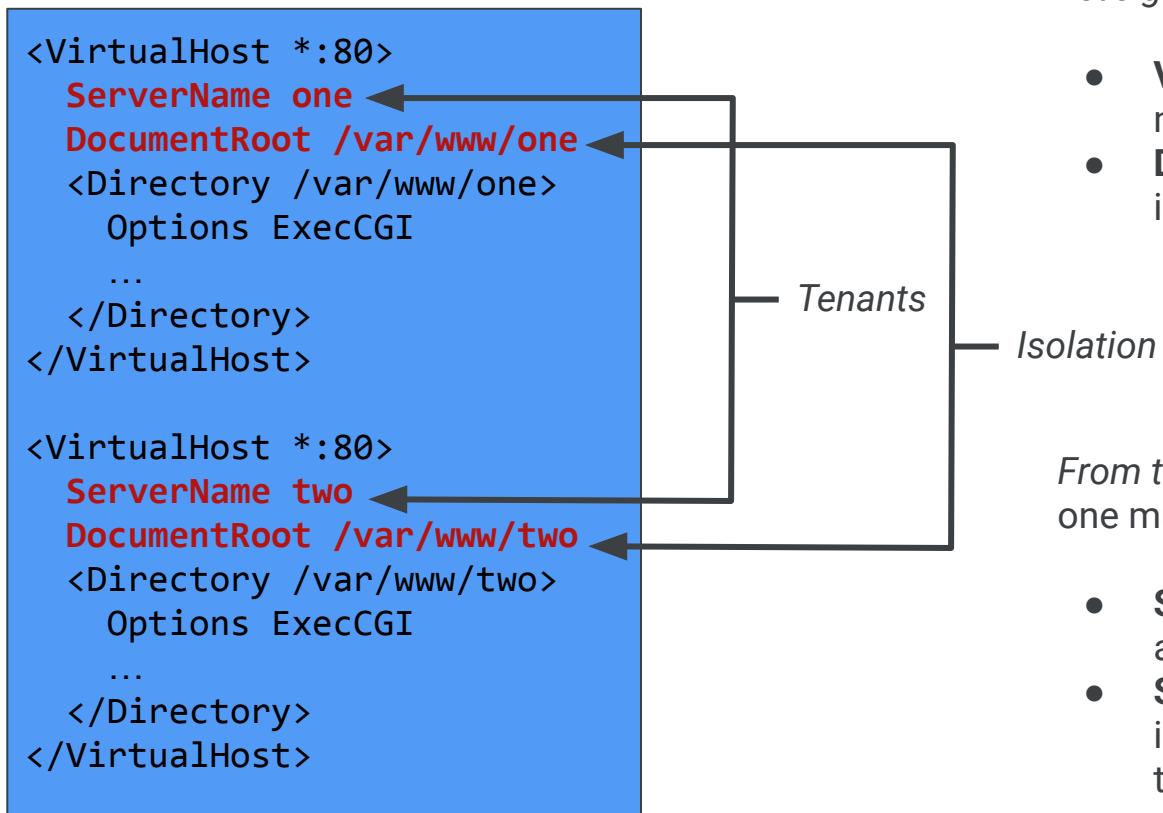 <VirtualHost *:80>
ServerName one
DocumentRoot /var/www/one
<Directory /var/www/one>
Options ExecCGI
...
</Directory>
</VirtualHost>
<VirtualHost *:80>
ServerName two
DocumentRoot /var/www/two
<Directory /var/www/two>
Options ExecCGI
...
</Directory>
</VirtualHost>
Tenants
Isolation
From t
one m